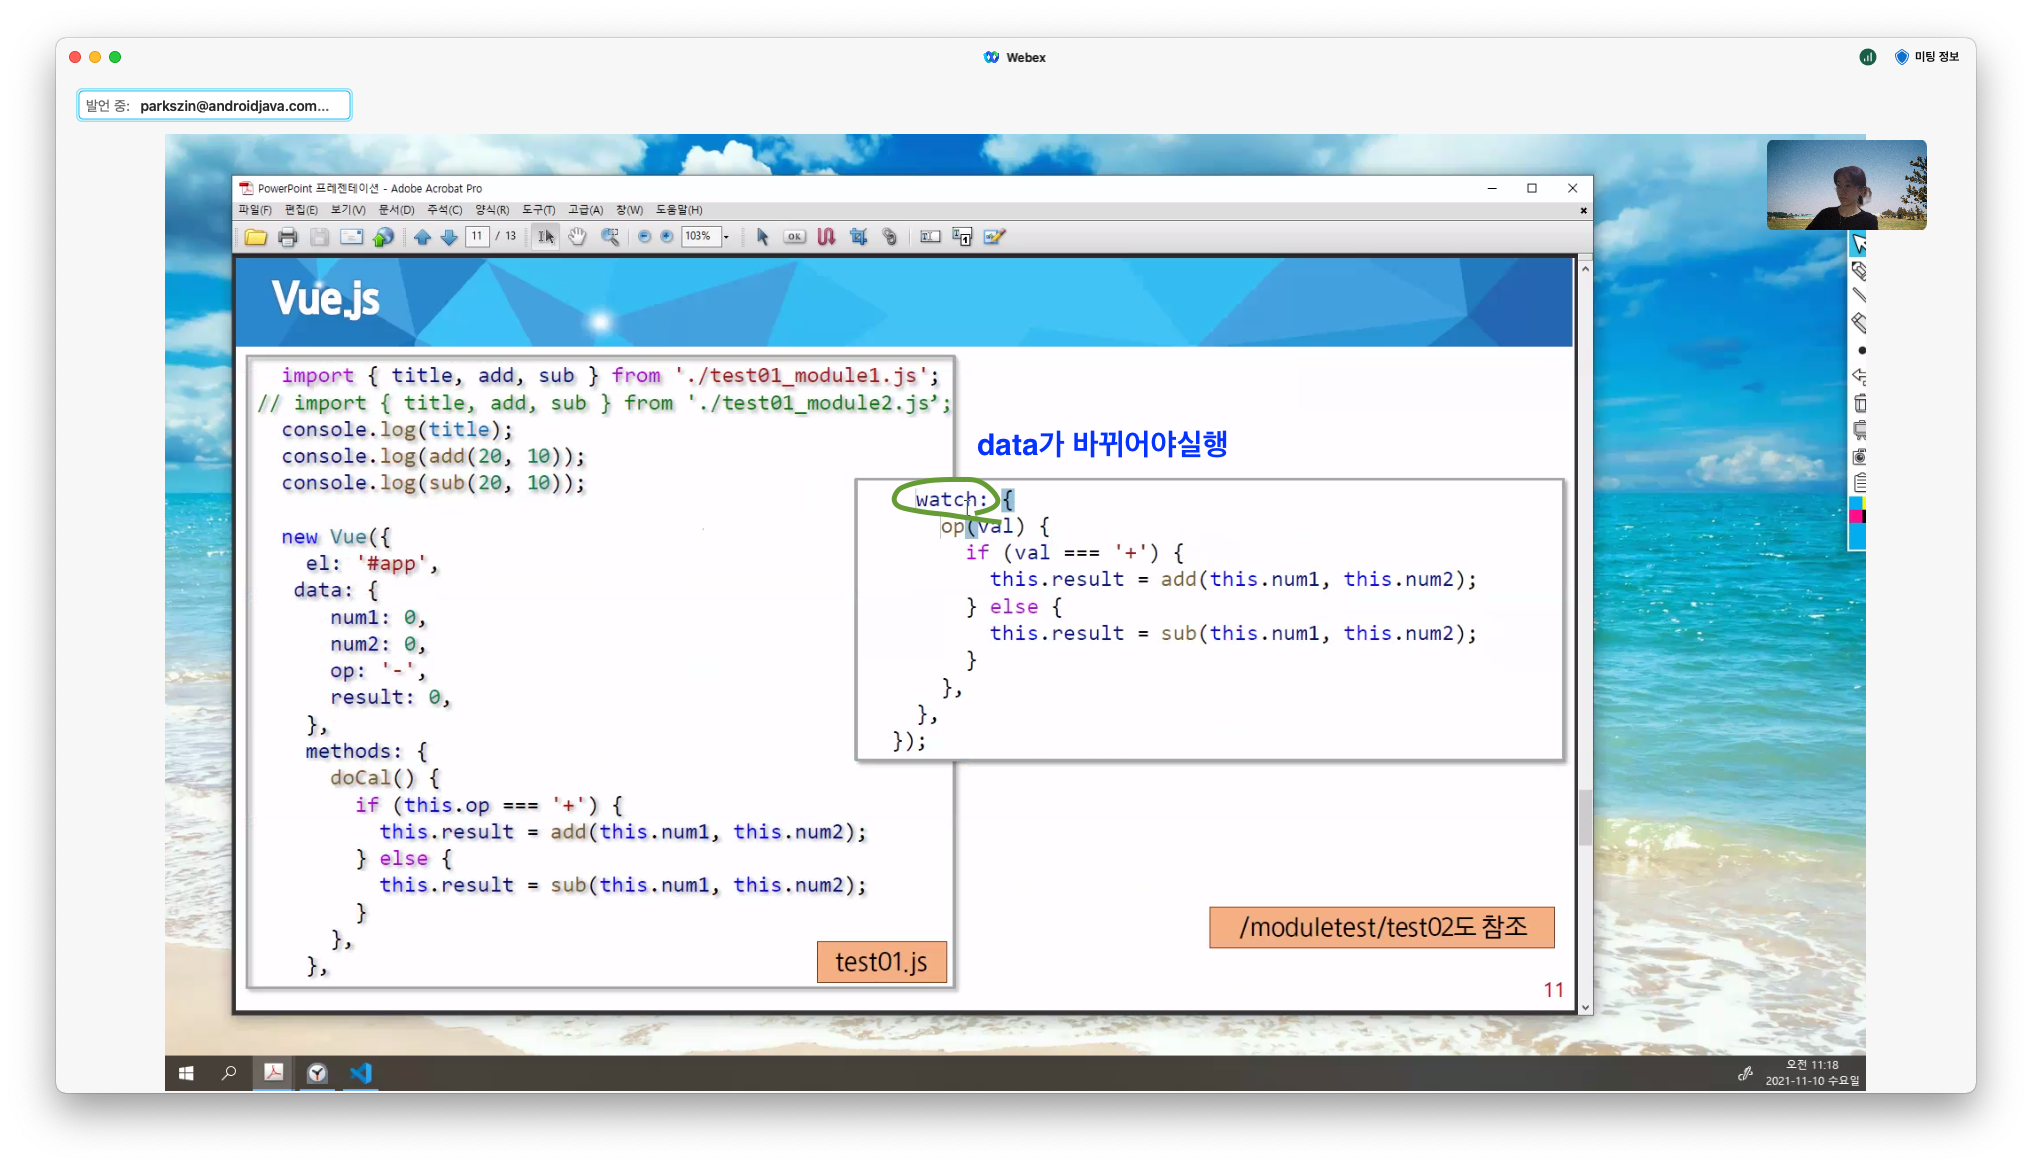 Webex
미팅 정보
발언 중: parkszin@androidjava.com...
PowerPoint 프레젠테이션 - Adobe Acrobat Pro
파일(F) 편집(E) 보기(V) 문서(D) 주석(C) 양식(R) 도구(T) 고급(A) 창(W) 도움말(H)
11 / 13 103% OK
Vue.js
import { title, add, sub } from './test01_module1.js';
// import { title, add, sub } from './test01_module2.js’;
console.log(title);
console.log(add(20, 10));
console.log(sub(20, 10));
new Vue({
el: '#app',
data: {
num1: 0,
num2: 0,
op: '-',
result: 0,
},
methods: {
doCal() {
if (this.op === '+') {
this.result = add(this.num1, this.num2);
} else {
this.result = sub(this.num1, this.num2);
}
},
},
test01.js
data가 바뀌어야실행
watch: {
op(val) {
if (val === '+') {
this.result = add(this.num1, this.num2);
} else {
this.result = sub(this.num1, this.num2);
}
},
},
});
/moduletest/test02도 참조
11
오전 11:18
2021-11-10 수요일